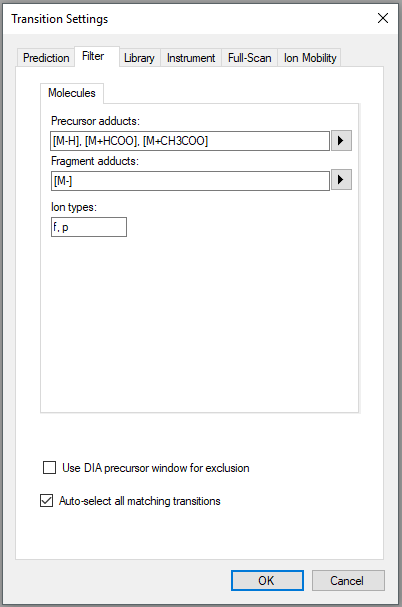 Transition Settings
Prediction Filter Library Instrument Full-Scan Ion Mobility
Molecules
Precursor adducts:
[M-H], [M+HCOO], [M+CH3COO]
Fragment adducts:
[M-]
Ion types:
f, p
Use DIA precursor window for exclusion
Auto-select all matching transitions
OK Cancel